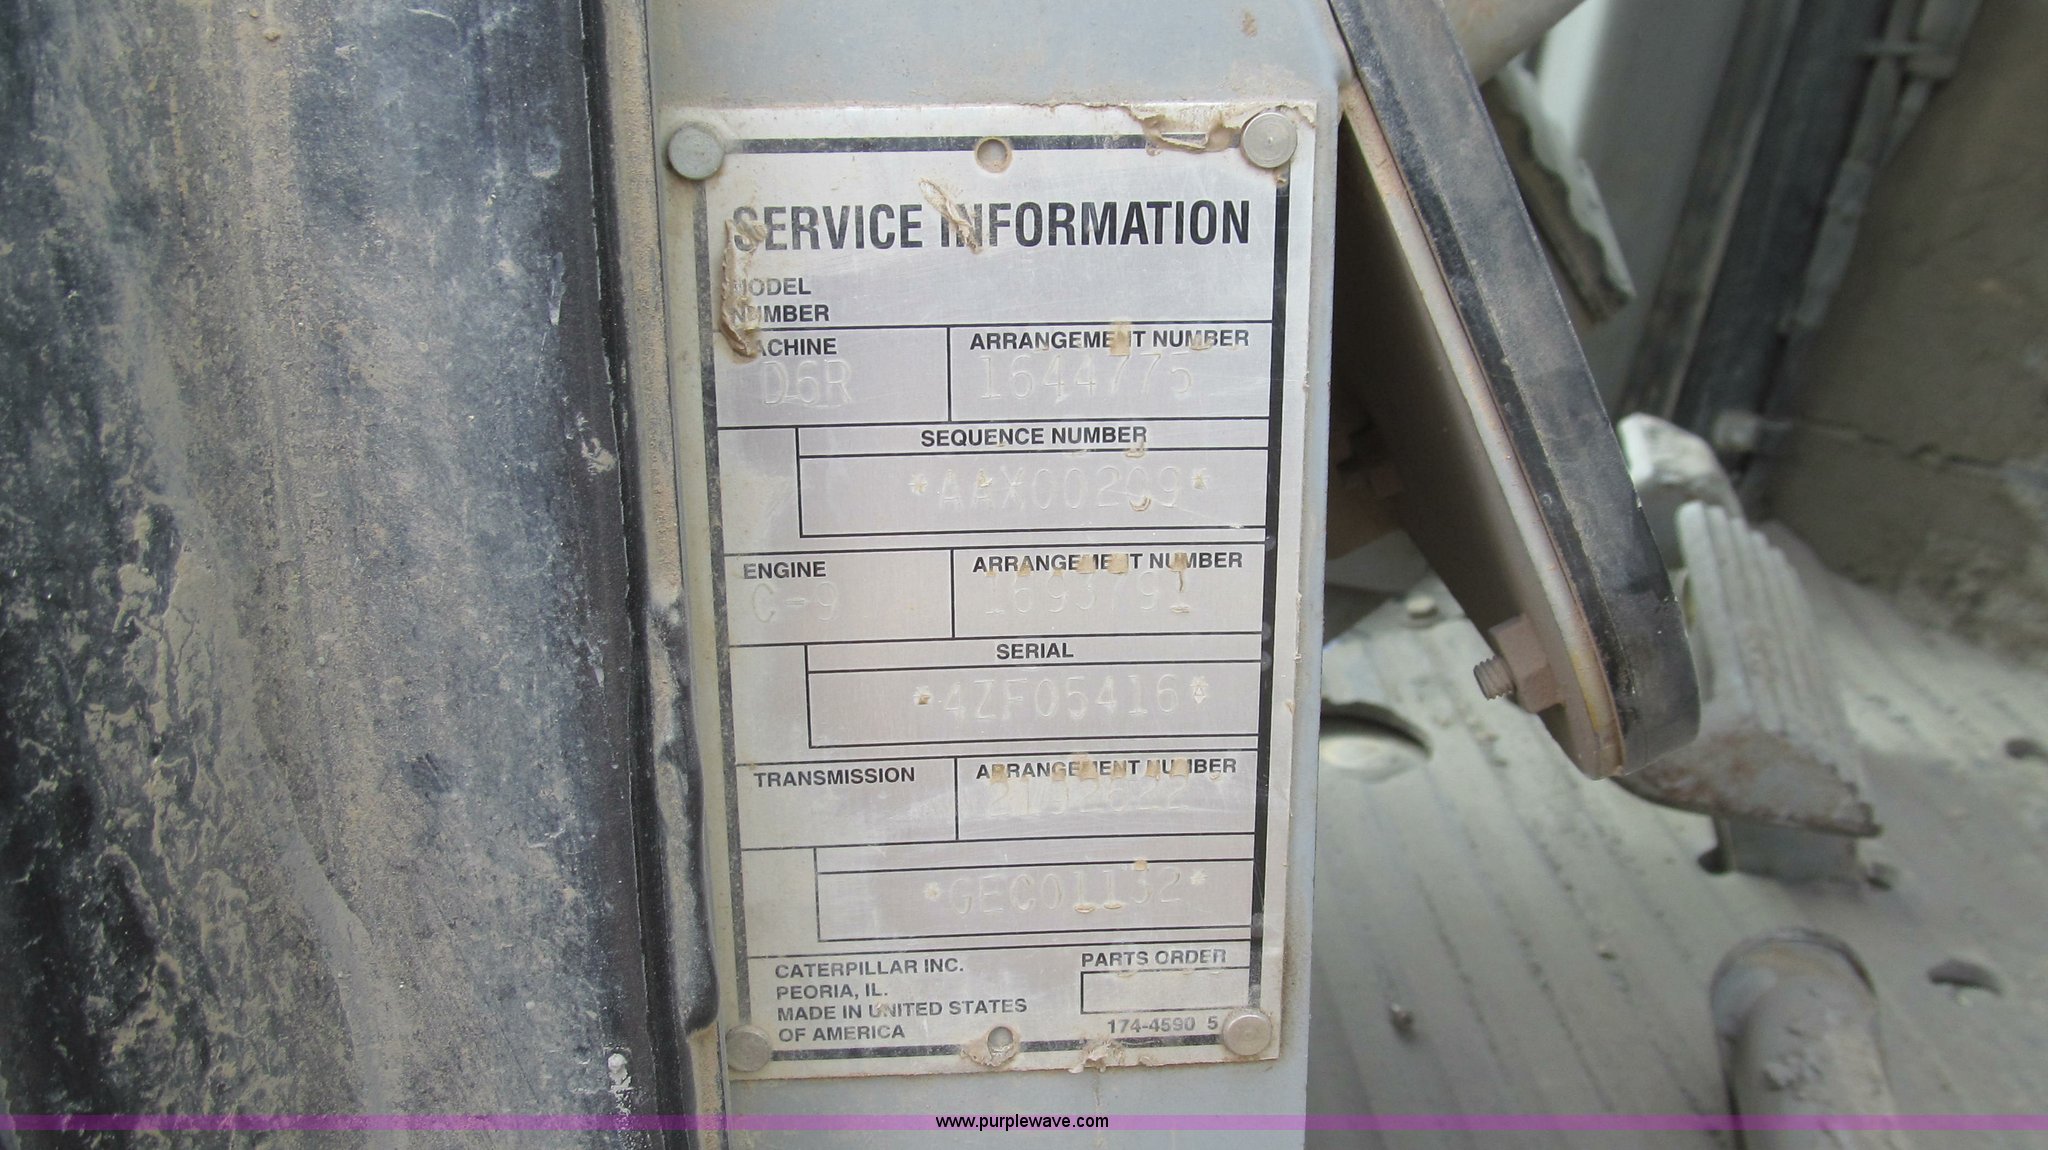 SERVICE INFORMATION
MODEL
NUMBER
MACHINE ARRANGEMENT NUMBER
D6R 1644775
SEQUENCE NUMBER
*AAX00209*
ENGINE ARRANGEMENT NUMBER
C-9 1693791
SERIAL
*4ZF05416*
TRANSMISSION ARRANGEMENT NUMBER
*GEC01132*
CATERPILLAR INC. PARTS ORDER
PEORIA, IL.
MADE IN UNITED STATES
OF AMERICA 174-4590 5
www.purplewave.com